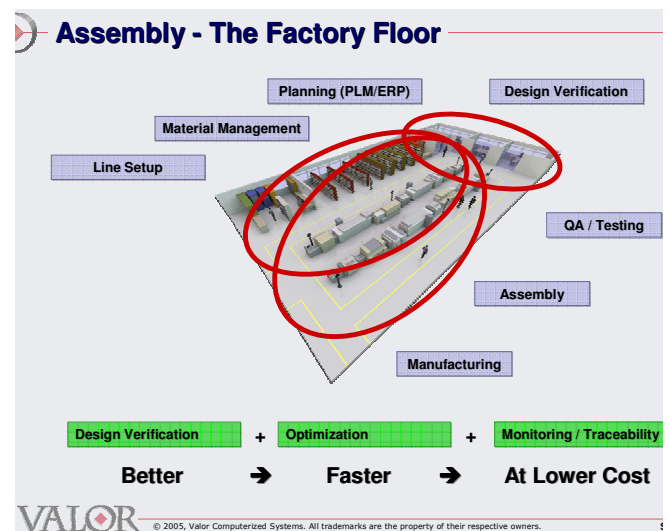 Assembly - The Factory Floor
Planning (PLM/ERP)
Design Verification
Material Management
Line Setup
QA / Testing
Assembly
Manufacturing
Design Verification + Optimization + Monitoring / Traceability
Better ➔ Faster ➔ At Lower Cost
VALOR © 2005, Valor Computerized Systems. All trademarks are the property of their respective owners.